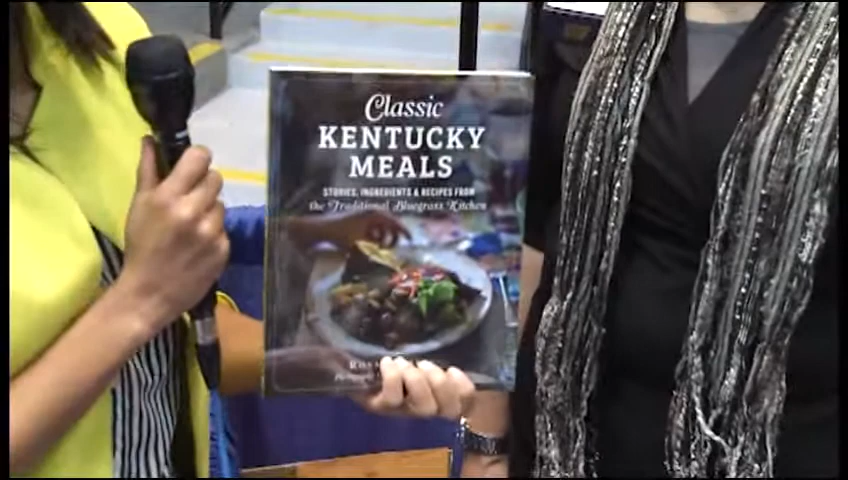 Classic
KENTUCKY
MEALS
STORIES, INGREDIENTS & RECIPES FROM
the Traditional Bluegrass Kitchen